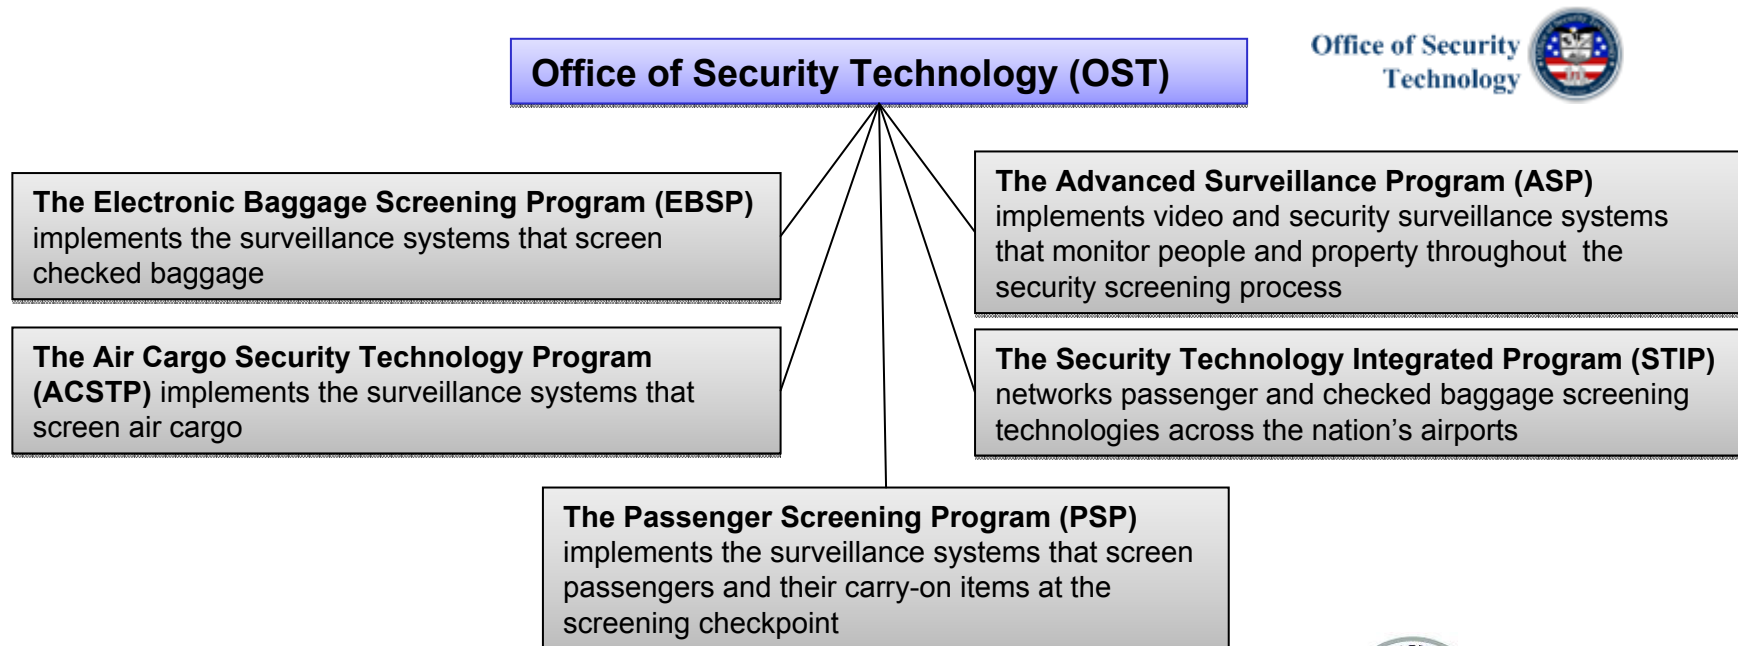 Office of Security Technology (OST)
Office of Security
Technology
The Electronic Baggage Screening Program (EBSP)
implements the surveillance systems that screen
checked baggage
The Advanced Surveillance Program (ASP)
implements video and security surveillance systems
that monitor people and property throughout the
security screening process
The Air Cargo Security Technology Program
(ACSTP) implements the surveillance systems that
screen air cargo
The Security Technology Integrated Program (STIP)
networks passenger and checked baggage screening
technologies across the nation’s airports
The Passenger Screening Program (PSP)
implements the surveillance systems that screen
passengers and their carry-on items at the
screening checkpoint